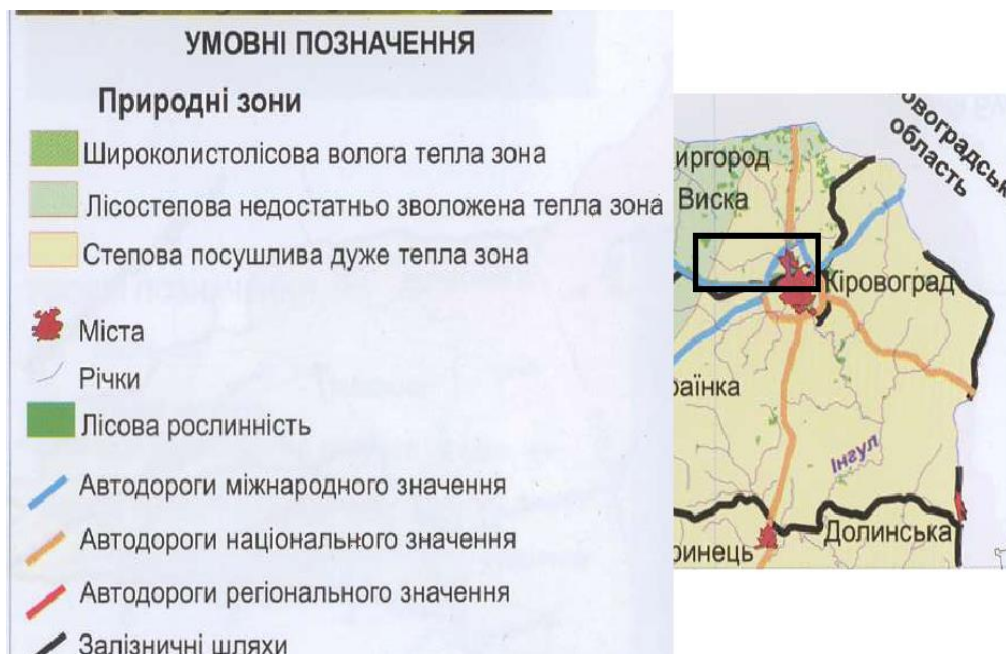 УМОВНІ ПОЗНАЧЕННЯ
Природні зони
Широколистолісова волога тепла зона
Лісостепова недостатньо зволожена тепла зона
Степова посушлива дуже тепла зона
Міста
Річки
Лісова рослинність
Автодороги міжнародного значення
Автодороги національного значення
Автодороги регіонального значення
Залізничні шляхи
овоградськ
область
иргород
Виска
Кіровоград
раїнка
Інгул
ринець
Долинська